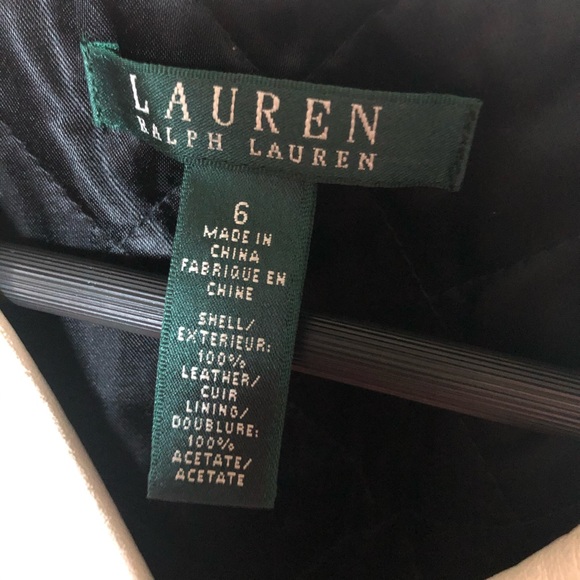 LAUREN
RALPH LAUREN
6
MADE IN
CHINA
FABRIQUE EN
CHINE
SHELL/
EXTERIEUR:
100%
LEATHER/
CUIR
LINING/
DOUBLURE:
100%
ACETATE/
ACETATE